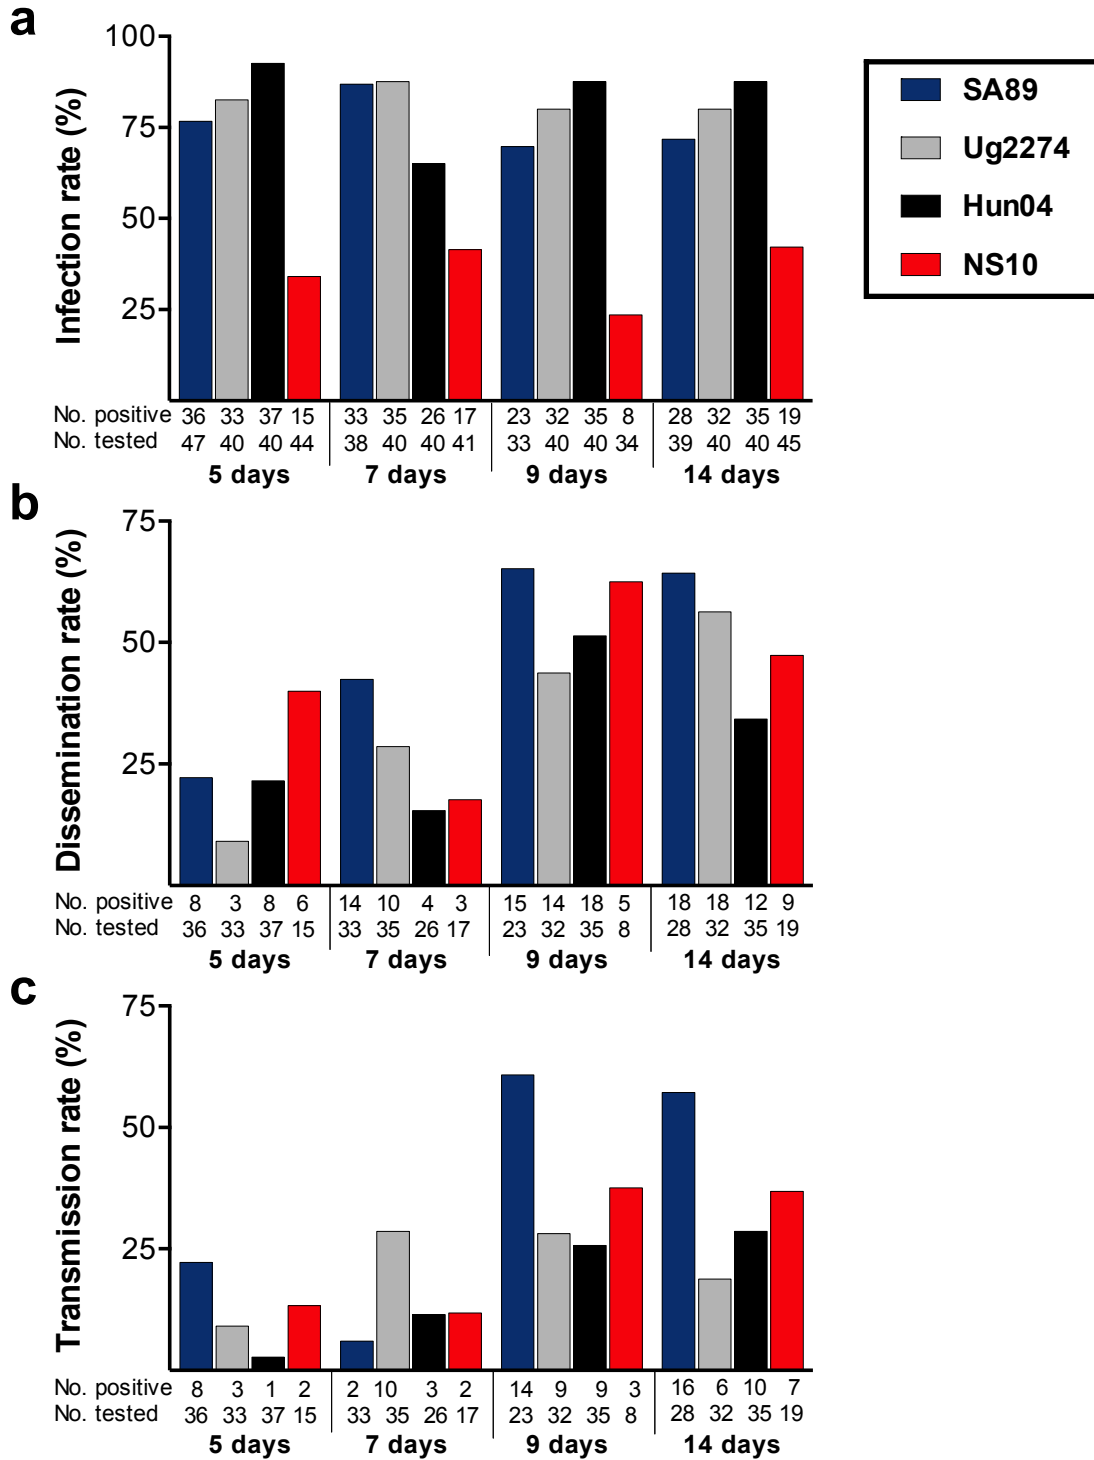 a
Infection rate (%)
100
75
50
25
SA89
Ug2274
Hun04
NS10
No. positive 36 33 37 15 33 35 26 17 23 32 35 8 28 32 35 19
No. tested 47 40 40 44 38 40 40 41 33 40 40 34 39 40 40 45
5 days 7 days 9 days 14 days
b
Dissemination rate (%)
75
50
25
No. positive 8 3 8 6 14 10 4 3 15 14 18 5 18 18 12 9
No. tested 36 33 37 15 33 35 26 17 23 32 35 8 28 32 35 19
5 days 7 days 9 days 14 days
c
Transmission rate (%)
75
50
25
No. positive 8 3 1 2 2 10 3 2 14 9 9 3 16 6 10 7
No. tested 36 33 37 15 33 35 26 17 23 32 35 8 28 32 35 19
5 days 7 days 9 days 14 days